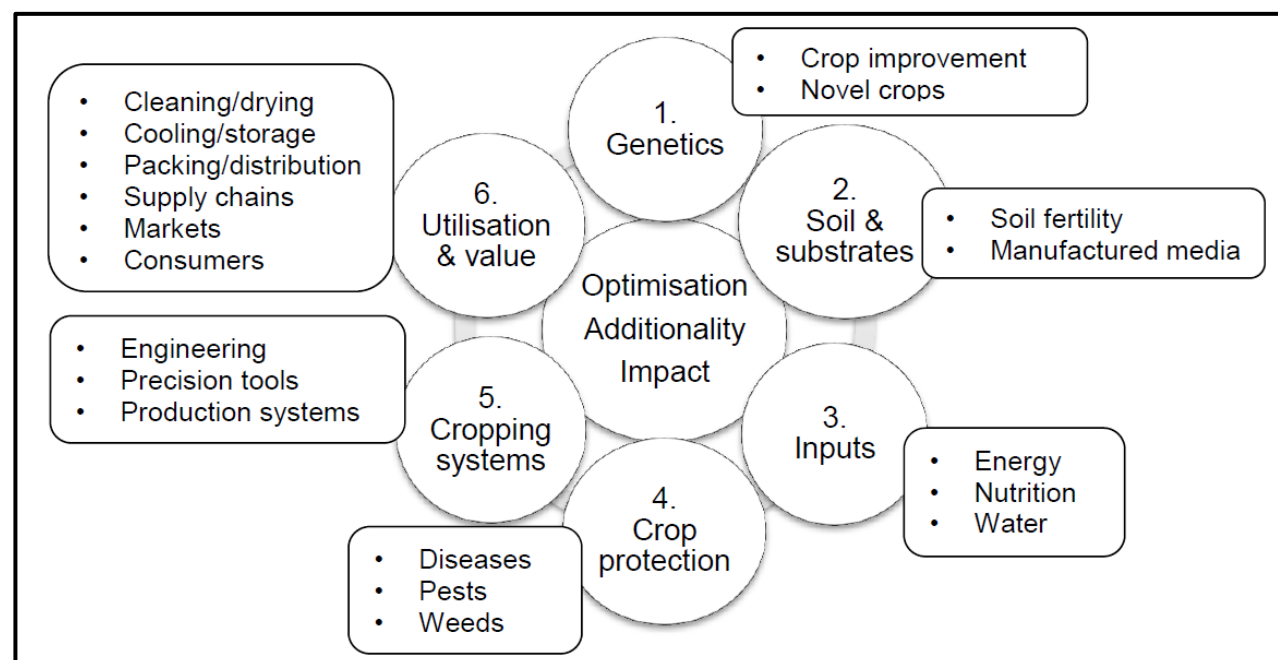 1.
Genetics
• Crop improvement
• Novel crops
2.
Soil &
substrates
• Soil fertility
• Manufactured media
3.
Inputs
• Energy
• Nutrition
• Water
4.
Crop
protection
• Diseases
• Pests
• Weeds
5.
Cropping
systems
• Engineering
• Precision tools
• Production systems
6.
Utilisation
& value
• Cleaning/drying
• Cooling/storage
• Packing/distribution
• Supply chains
• Markets
• Consumers
Optimisation
Additionality
Impact